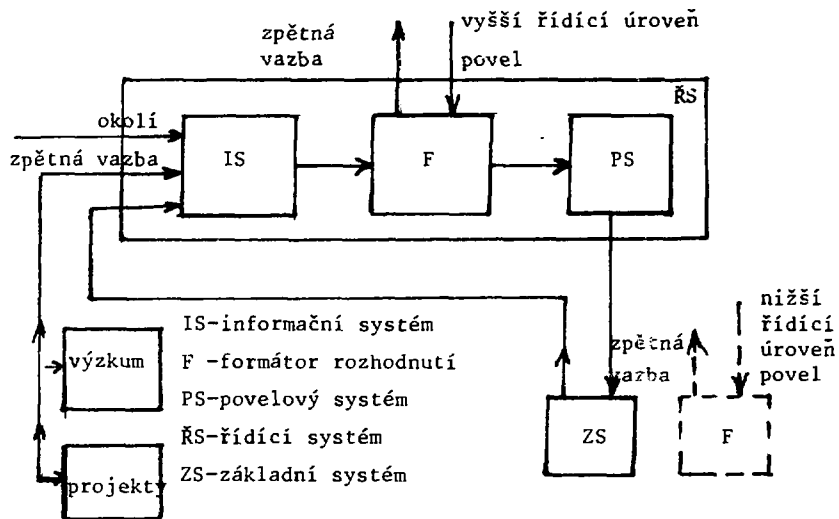 zpětná vyšší řídící úroveň
vazba povel
ŘS
okolí
zpětná vazba
IS F PS
nižší
řídící
úroveň
povel
zpětná
vazba
výzkum
projekty
IS-informační systém
F -formátor rozhodnutí
PS-povelový systém
ŘS-řídící systém
ZS-základní systém
ZS F